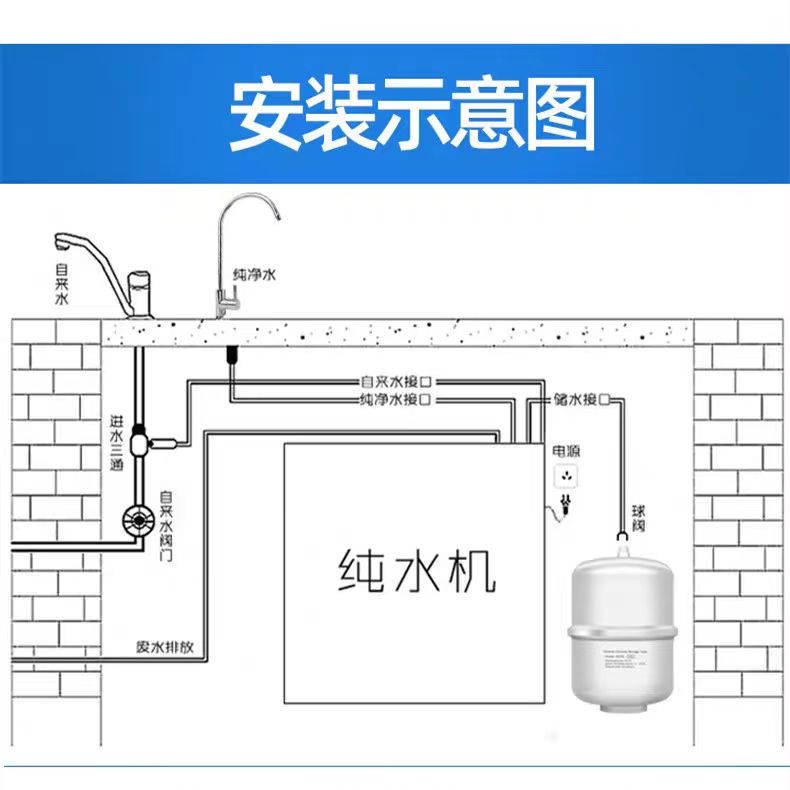 安装示意图
自来水
纯净水
自来水接口
纯净水接口
储水接口
进水三通
电源
自来水阀门
球阀
纯水机
废水排放